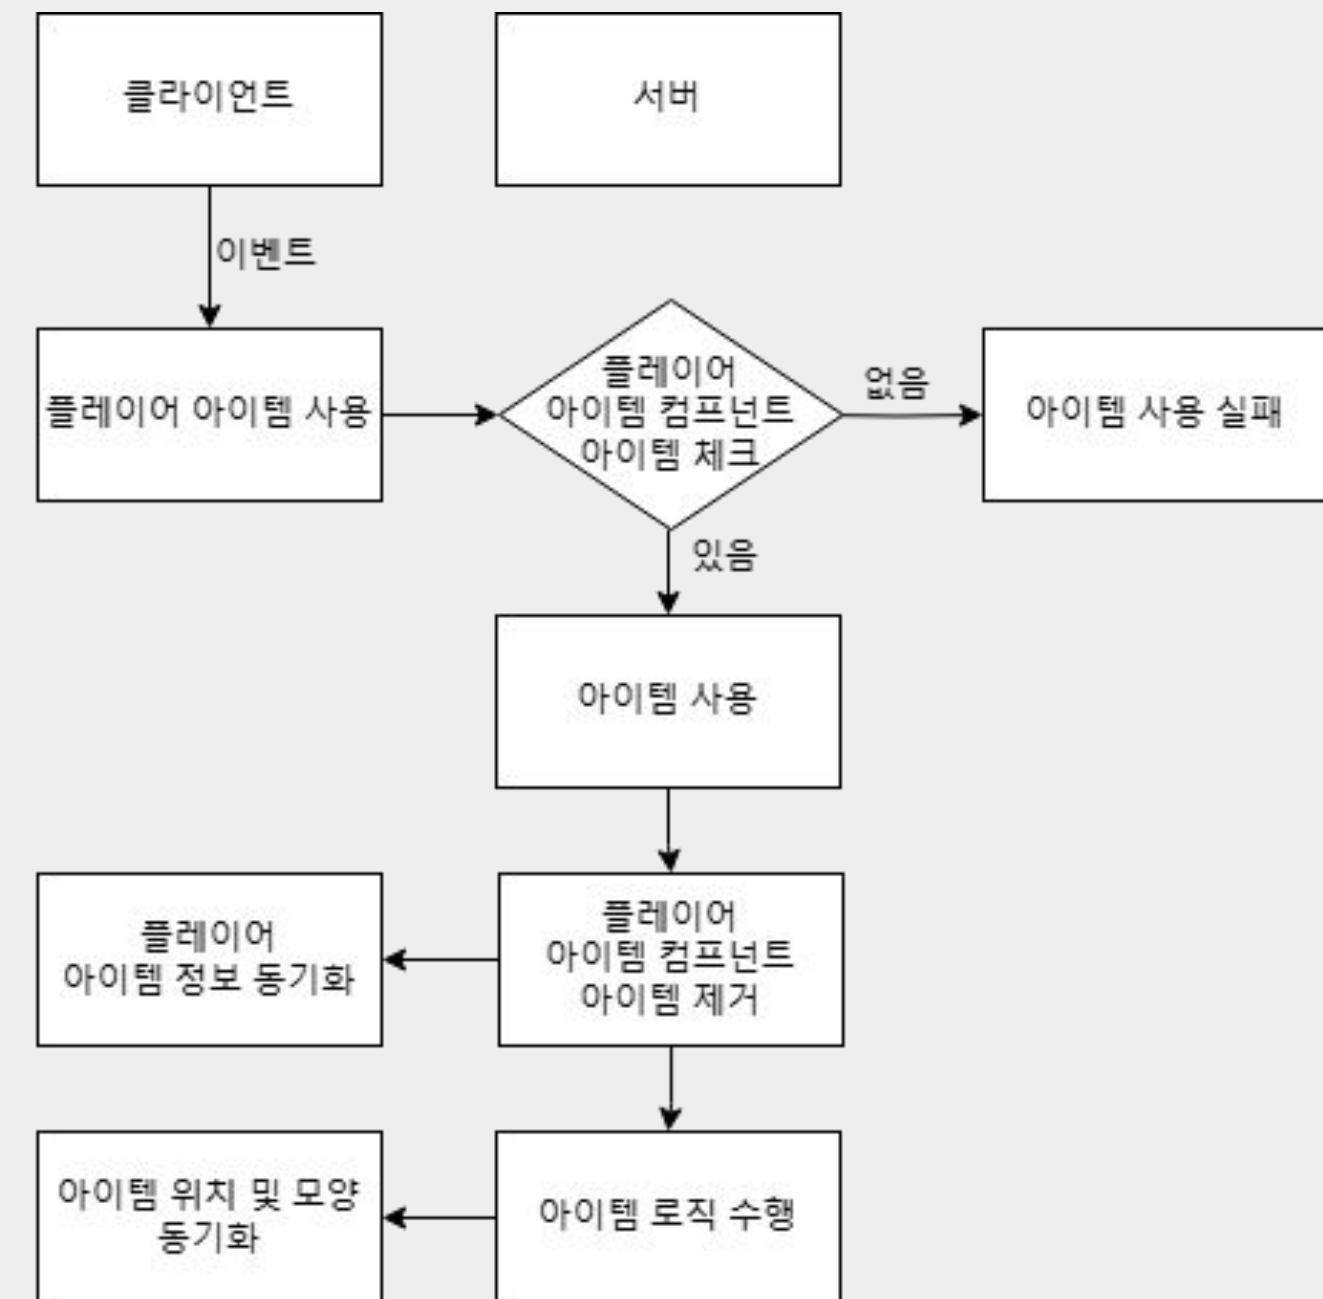 클라이언트
서버
이벤트
플레이어 아이템 사용
플레이어
아이템 컴프넌트
아이템 체크
없음
아이템 사용 실패
있음
아이템 사용
플레이어
아이템 정보 동기화
플레이어
아이템 컴프넌트
아이템 제거
아이템 위치 및 모양
동기화
아이템 로직 수행